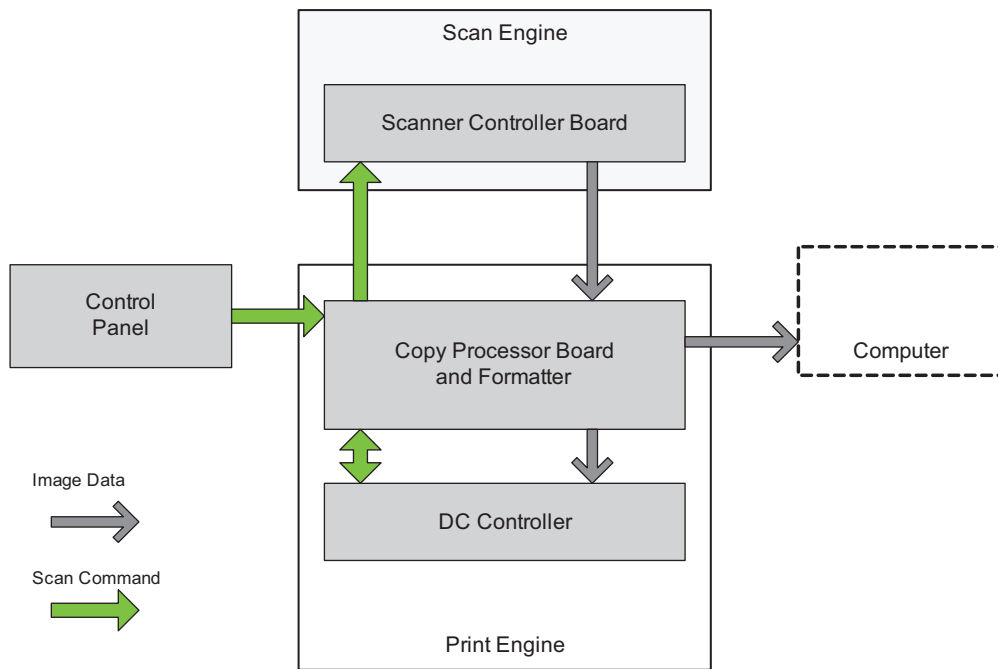 Scan Engine
Scanner Controller Board
Control
Panel
Copy Processor Board
and Formatter
Computer
Image Data
DC Controller
Scan Command
Print Engine